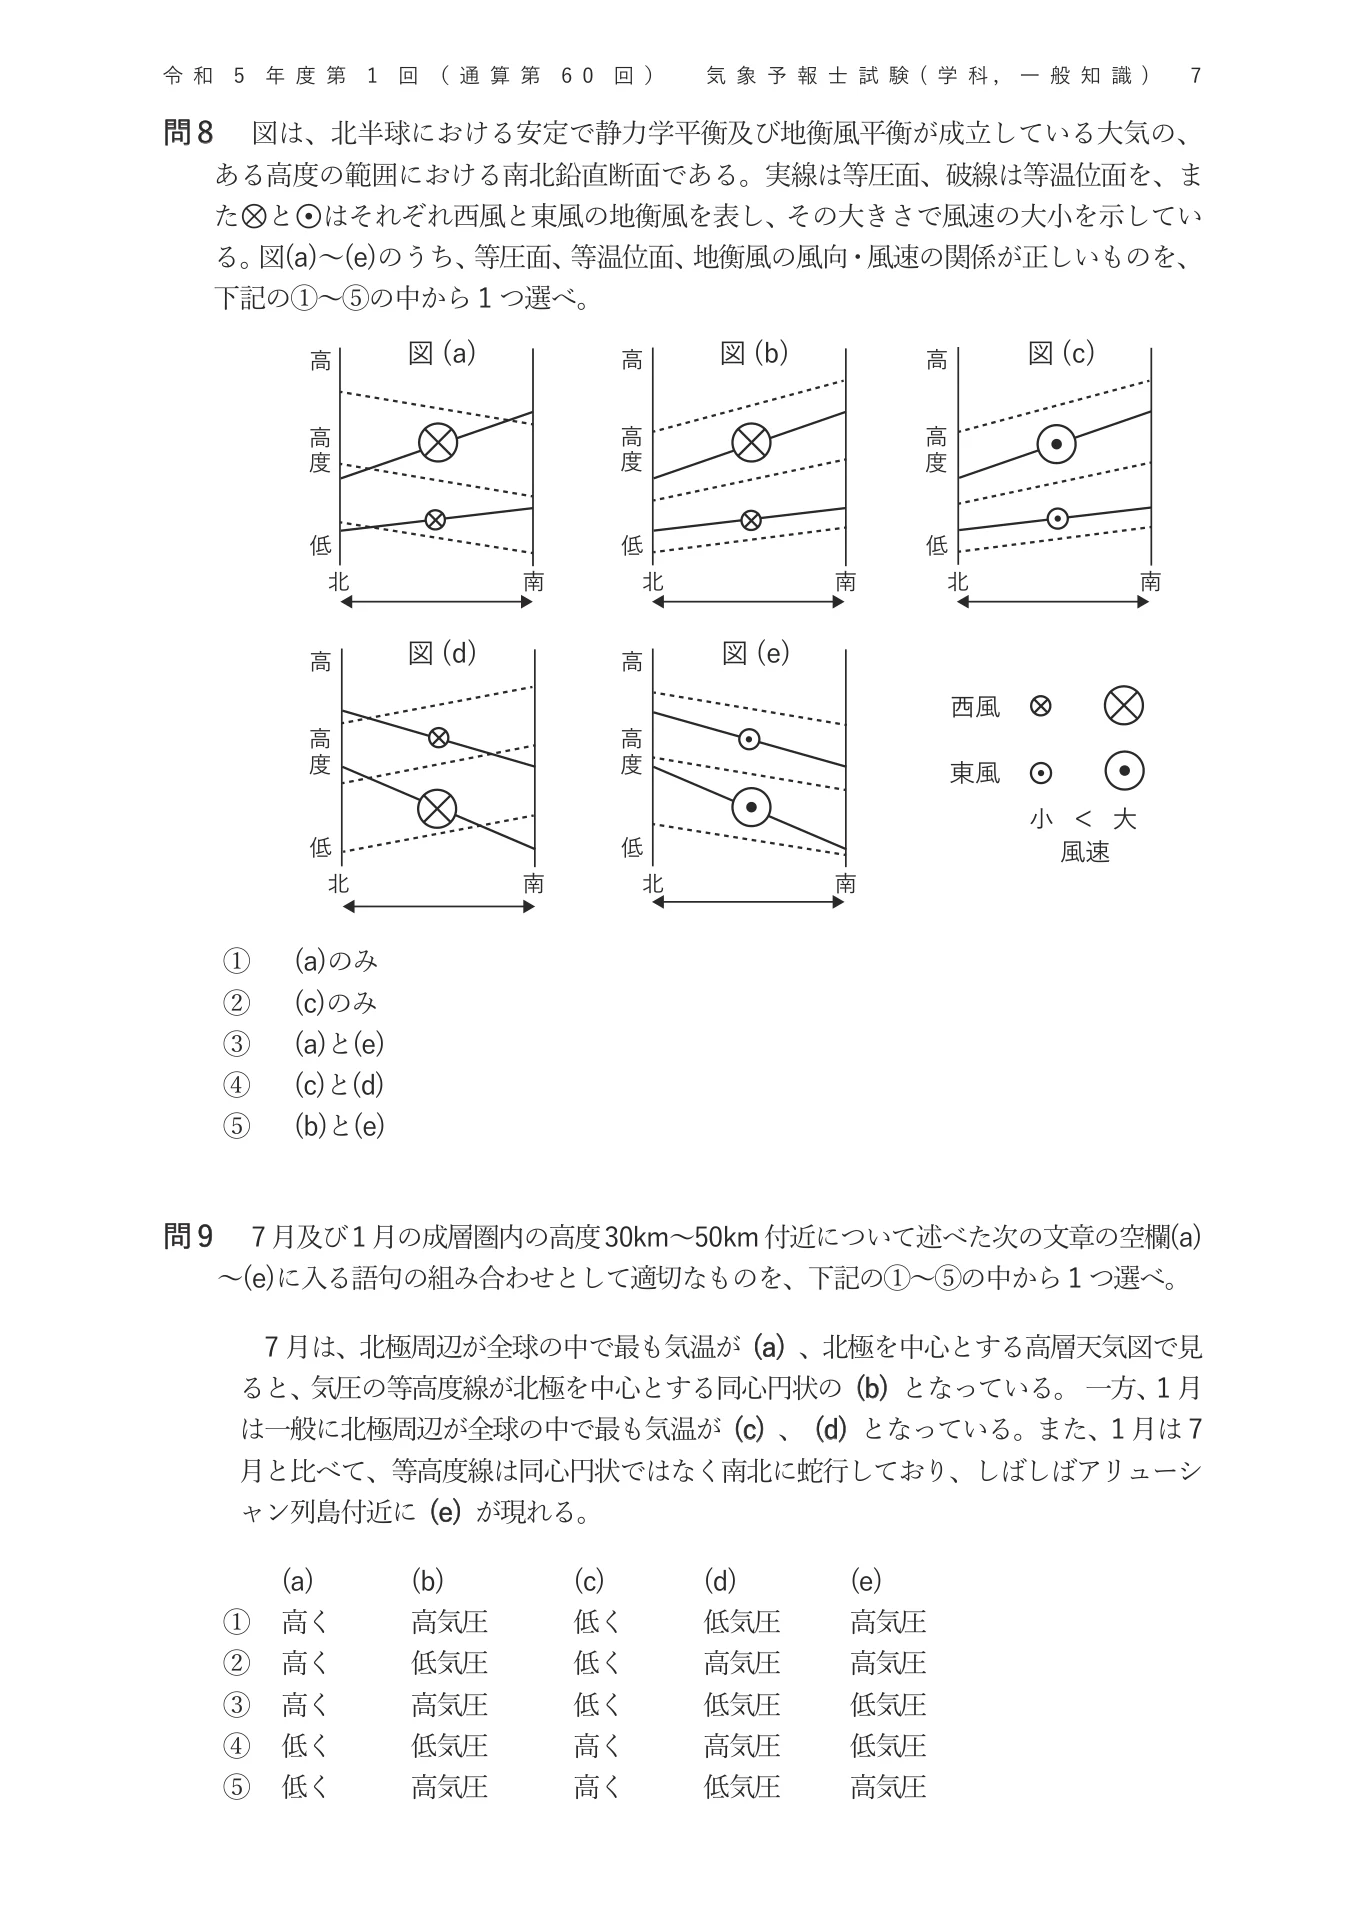 令和5年度第1回(通算第60回) 気象予報士試験(学科,一般知識) 7
問8 図は、北半球における安定で静力学平衡及び地衡風平衡が成立している大気の、
ある高度の範囲における南北鉛直断面である。実線は等圧面、破線は等温位面を、ま
た⊗と⊙はそれぞれ西風と東風の地衡風を表し、その大きさで風速の大小を示してい
る。図(a)~(e)のうち、等圧面、等温位面、地衡風の風向・風速の関係が正しいものを、
下記の①~⑤の中から1つ選べ。
図(a) 図(b) 図(c)
高 高 高
高度 高度 高度
低 低 低
北 南 北 南 北 南
図(d) 図(e)
高 高
高度 高度
低 低
北 南 北 南
西風
東風
小 < 大
風速
① (a)のみ
② (c)のみ
③ (a)と(e)
④ (c)と(d)
⑤ (b)と(e)
問9 7月及び1月の成層圏内の高度30km~50km付近について述べた次の文章の空欄(a)
~(e)に入る語句の組み合わせとして適切なものを、下記の①~⑤の中から1つ選べ。
7月は、北極周辺が全球の中で最も気温が(a)、北極を中心とする高層天気図で見
ると、気圧の等高度線が北極を中心とする同心円状の(b)となっている。一方、1月
は一般に北極周辺が全球の中で最も気温が(c)、(d)となっている。また、1月は7
月と比べて、等高度線は同心円状ではなく南北に蛇行しており、しばしばアリューシ
ャン列島付近に(e)が現れる。
(a) (b) (c) (d) (e)
① 高く 高気圧 低く 低気圧 高気圧
② 高く 低気圧 低く 高気圧 高気圧
③ 高く 高気圧 低く 低気圧 低気圧
④ 低く 低気圧 高く 高気圧 低気圧
⑤ 低く 高気圧 高く 低気圧 高気圧